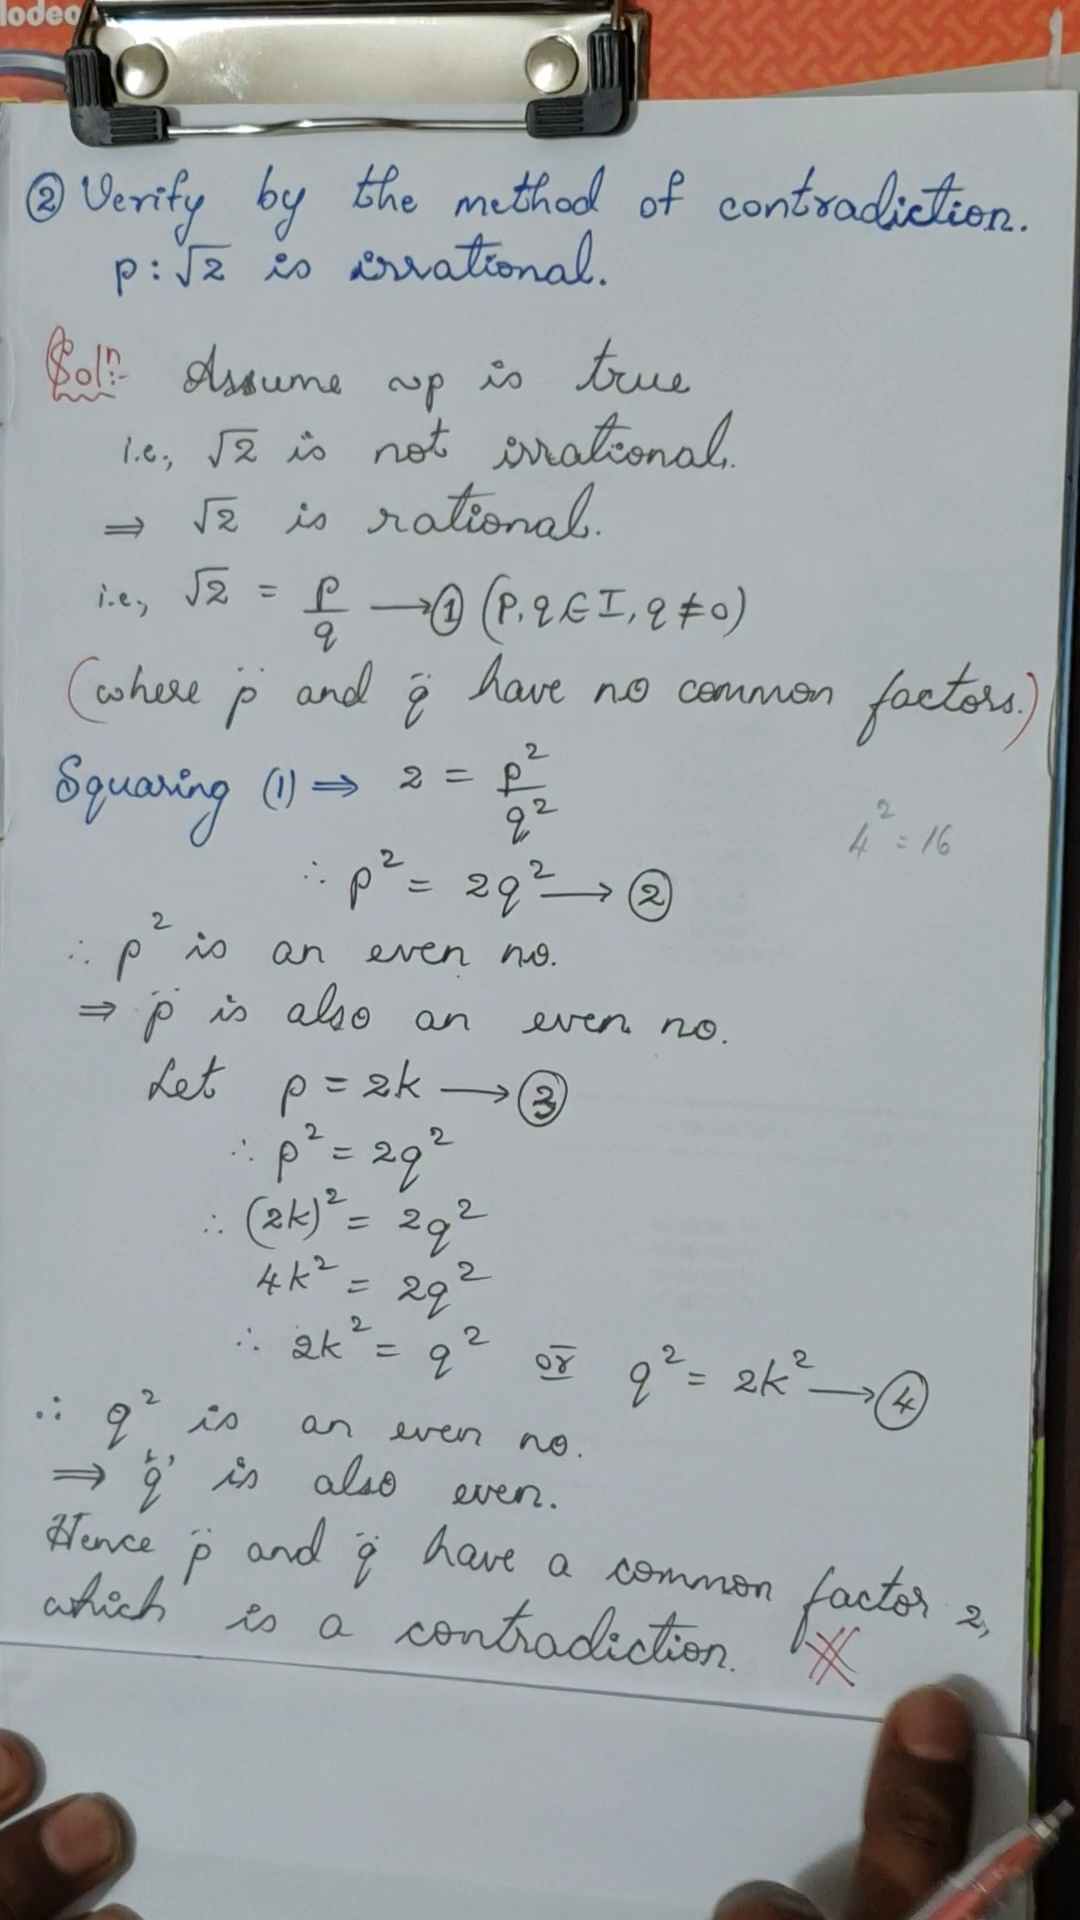 lodeo
② Verify by the method of contradiction.
p : √2 is irrational.
Solⁿ:- Assume ~p is true
i.e., √2 is not irrational.
⇒ √2 is rational.
i.e., √2 = p/q ⟶ ① (p, q ∈ I, q ≠ 0)
(where 'p' and 'q' have no common factors.)
Squaring (1) ⇒ 2 = p²/q²
4² = 16
∴ p² = 2q² ⟶ ②
∴ p² is an even no.
⇒ 'p' is also an even no.
Let p = 2k ⟶ ③
∴ p² = 2q²
∴ (2k)² = 2q²
4k² = 2q²
∴ 2k² = q² or q² = 2k² ⟶ ④
∴ q² is an even no.
⇒ 'q' is also even.
Hence 'p' and 'q' have a common factor 2,
which is a contradiction.